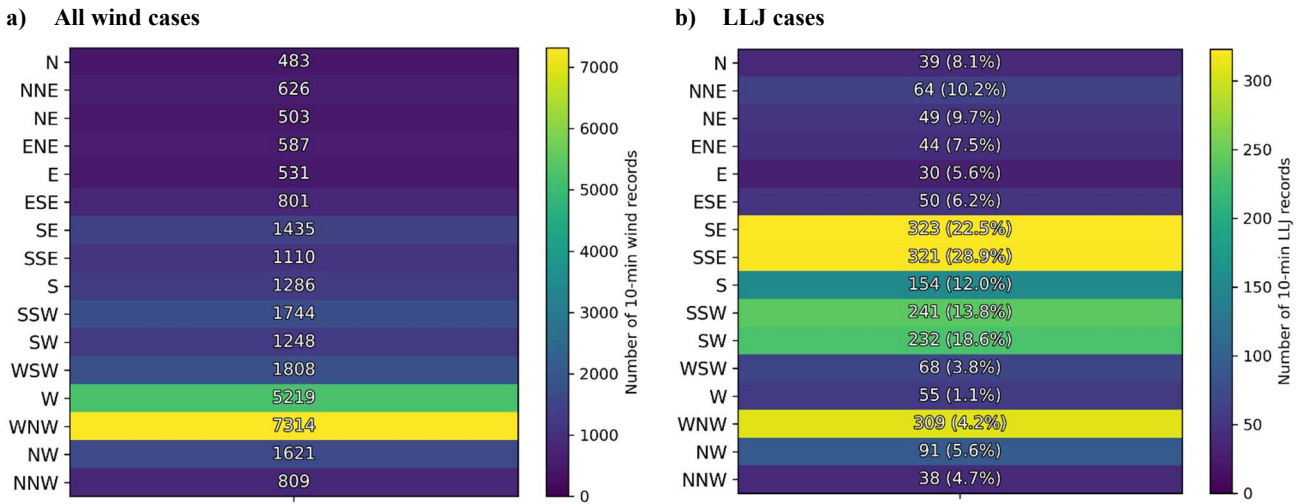 a) All wind cases
N 483
NNE 626
NE 503
ENE 587
E 531
ESE 801
SE 1435
SSE 1110
S 1286
SSW 1744
SW 1248
WSW 1808
W 5219
WNW 7314
NW 1621
NNW 809
7000
6000
5000
4000
3000
2000
1000
0
Number of 10-min wind records
b) LLJ cases
N 39 (8.1%)
NNE 64 (10.2%)
NE 49 (9.7%)
ENE 44 (7.5%)
E 30 (5.6%)
ESE 50 (6.2%)
SE 323 (22.5%)
SSE 321 (28.9%)
S 154 (12.0%)
SSW 241 (13.8%)
SW 232 (18.6%)
WSW 68 (3.8%)
W 55 (1.1%)
WNW 309 (4.2%)
NW 91 (5.6%)
NNW 38 (4.7%)
300
250
200
150
100
50
0
Number of 10-min LLJ records